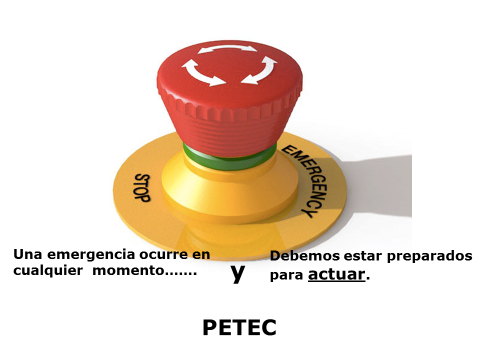 STOP
EMERGENCY
Una emergencia ocurre en
cualquier momento.......
y
Debemos estar preparados
para actuar.
PETEC